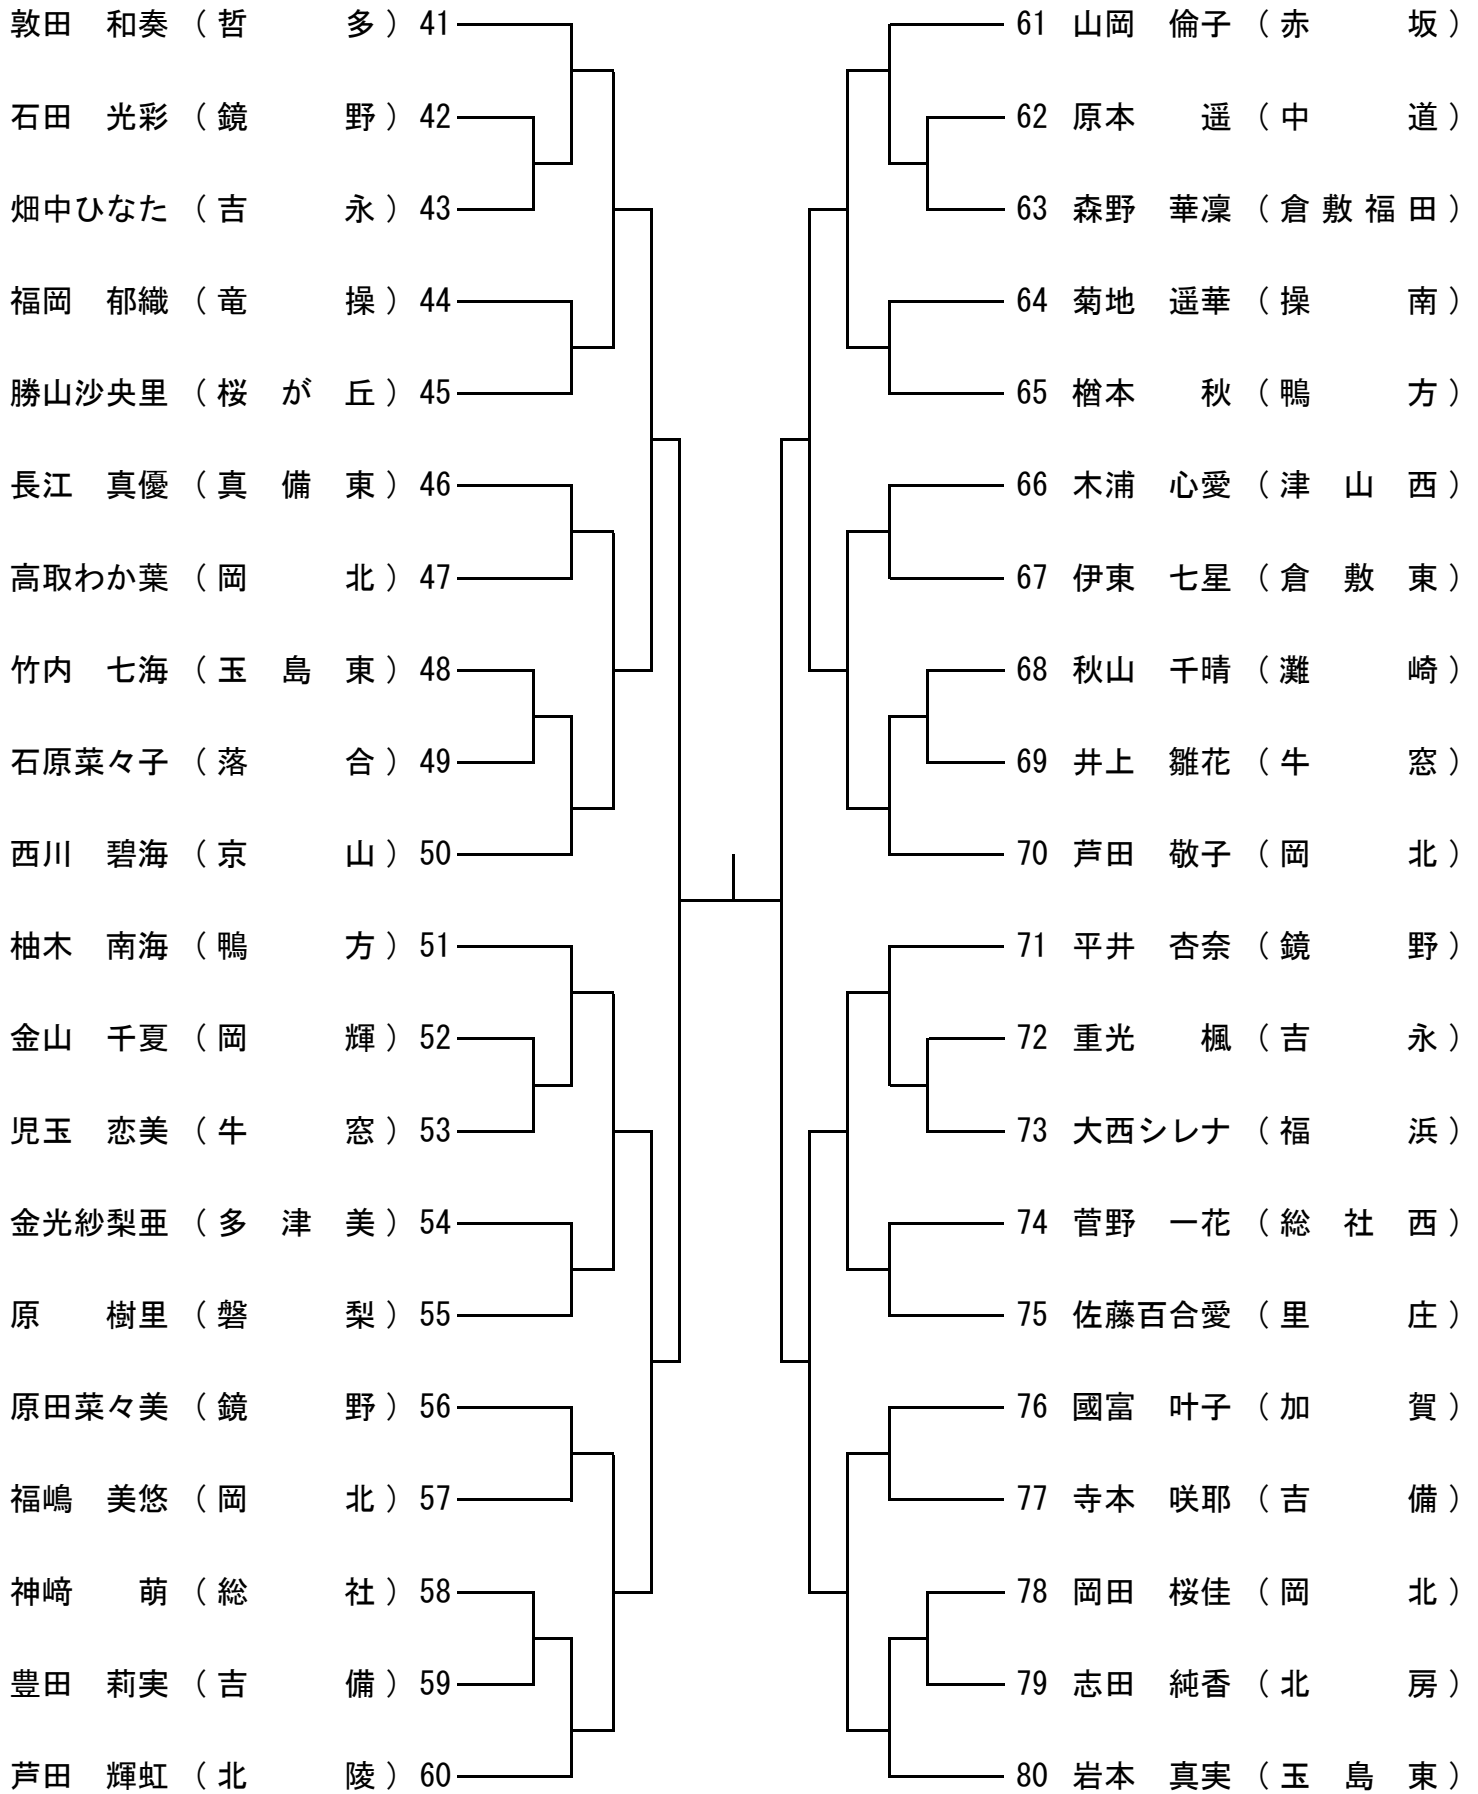 敦田 和奏 （哲 多） 41
石田 光彩 （鏡 野） 42
畑中ひなた （吉 永） 43
福岡 郁織 （竜 操） 44
勝山沙央里 （桜 が 丘） 45
長江 真優 （真 備 東） 46
高取わか葉 （岡 北） 47
竹内 七海 （玉 島 東） 48
石原菜々子 （落 合） 49
西川 碧海 （京 山） 50
柚木 南海 （鴨 方） 51
金山 千夏 （岡 輝） 52
児玉 恋美 （牛 窓） 53
金光紗梨亜 （多 津 美） 54
原 樹里 （磐 梨） 55
原田菜々美 （鏡 野） 56
福嶋 美悠 （岡 北） 57
神﨑 萌 （総 社） 58
豊田 莉実 （吉 備） 59
芦田 輝虹 （北 陵） 60
61 山岡 倫子 （赤 坂）
62 原本 遥 （中 道）
63 森野 華凜 （倉 敷 福 田）
64 菊地 遥華 （操 南）
65 楢本 秋 （鴨 方）
66 木浦 心愛 （津 山 西）
67 伊東 七星 （倉 敷 東）
68 秋山 千晴 （灘 崎）
69 井上 雛花 （牛 窓）
70 芦田 敬子 （岡 北）
71 平井 杏奈 （鏡 野）
72 重光 楓 （吉 永）
73 大西シレナ （福 浜）
74 菅野 一花 （総 社 西）
75 佐藤百合愛 （里 庄）
76 國富 叶子 （加 賀）
77 寺本 咲耶 （吉 備）
78 岡田 桜佳 （岡 北）
79 志田 純香 （北 房）
80 岩本 真実 （玉 島 東）